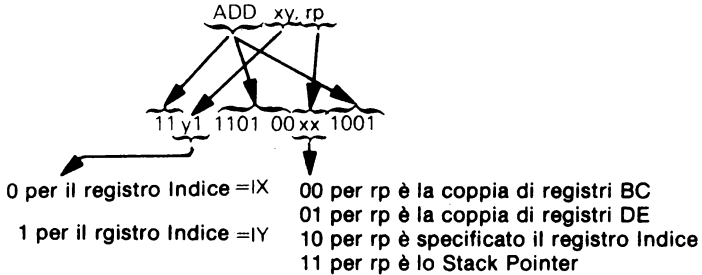 ADD xy, rp
11y1 1101 00xx 1001
0 per il registro Indice =IX
1 per il rgistro Indice =IY
00 per rp è la coppia di registri BC
01 per rp è la coppia di registri DE
10 per rp è specificato il registro Indice
11 per rp è lo Stack Pointer